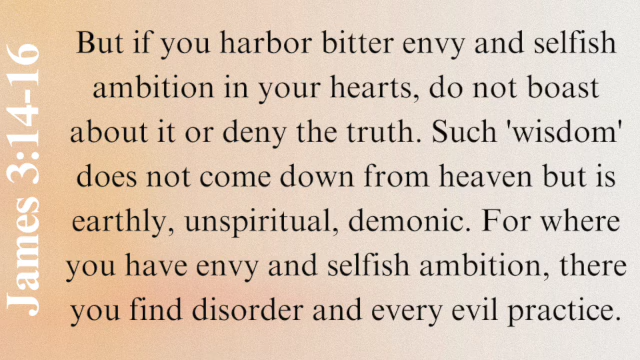 James 3:14-16
But if you harbor bitter envy and selfish
ambition in your hearts, do not boast
about it or deny the truth. Such 'wisdom'
does not come down from heaven but is
earthly, unspiritual, demonic. For where
you have envy and selfish ambition, there
you find disorder and every evil practice.